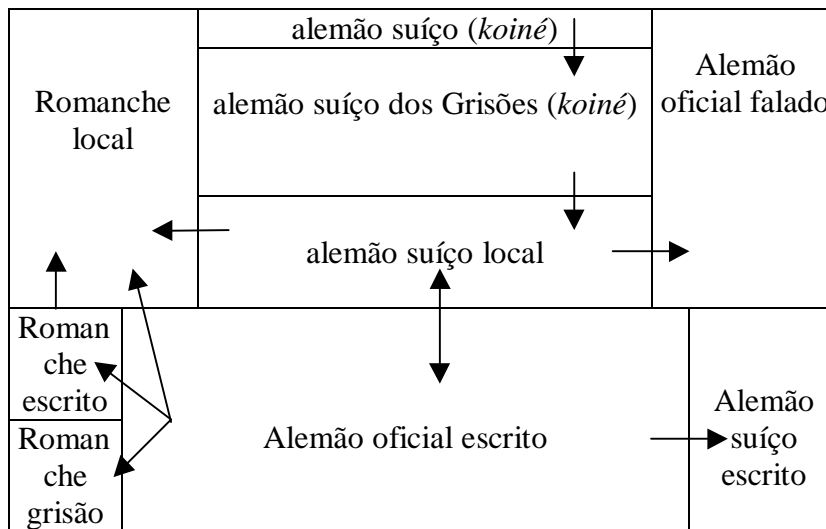 alemão suíço (koiné)
Romanche
local
alemão suíço dos Grisões (koiné)
Alemão
oficial falado
alemão suíço local
Roman
che
escrito
Roman
che
grisão
Alemão oficial escrito
Alemão
suíço
escrito